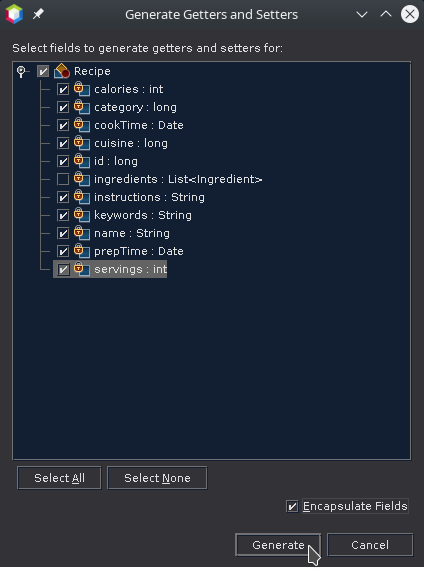 Generate Getters and Setters
Select fields to generate getters and setters for:
Recipe
calories : int
category : long
cookTime : Date
cuisine : long
id : long
ingredients : List<Ingredient>
instructions : String
keywords : String
name : String
prepTime : Date
servings : int
Select All
Select None
Encapsulate Fields
Generate
Cancel